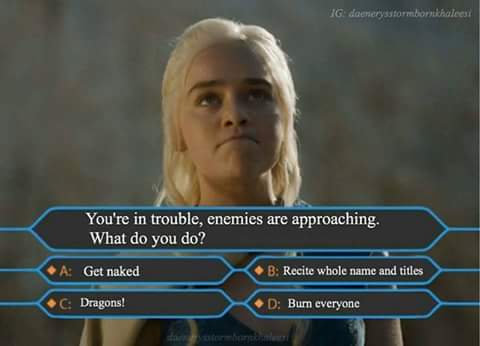 IG: daenerysstormbornkhaleesi
You're in trouble, enemies are approaching.
What do you do?
A: Get naked
B: Recite whole name and titles
C: Dragons!
D: Burn everyone
daenerysstormbornkhaleesi